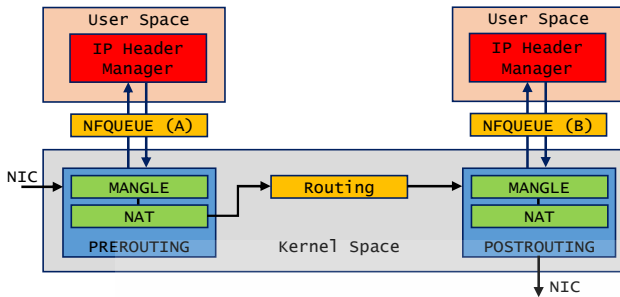 User Space
IP Header
Manager
NFQUEUE (A)
User Space
IP Header
Manager
NFQUEUE (B)
NIC
MANGLE
NAT
PREROUTING
Routing
Kernel Space
MANGLE
NAT
POSTROUTING
NIC